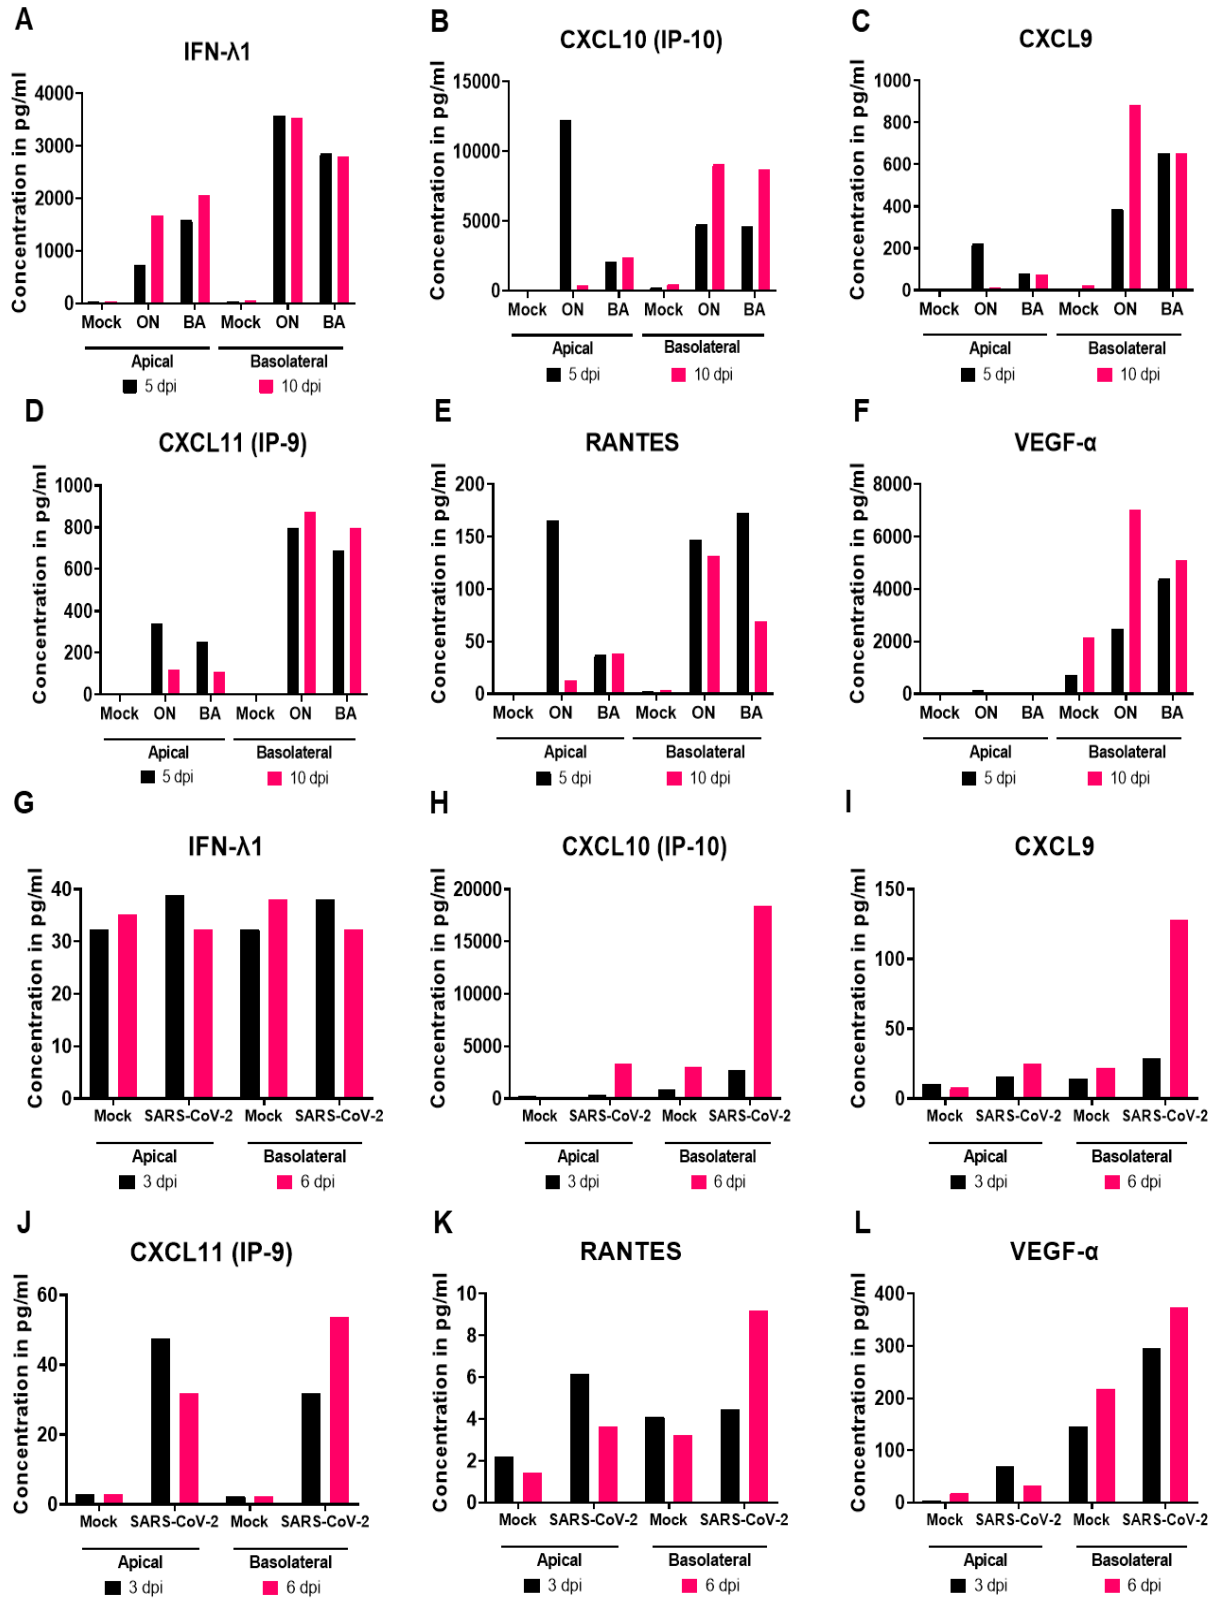 A
IFN-λ1
Concentration in pg/ml
4000
3000
2000
1000
0
Mock ON BA Mock ON BA
Apical Basolateral
5 dpi 10 dpi
B
CXCL10 (IP-10)
Concentration in pg/ml
15000
10000
5000
0
Mock ON BA Mock ON BA
Apical Basolateral
5 dpi 10 dpi
C
CXCL9
Concentration in pg/ml
1000
800
600
400
200
0
Mock ON BA Mock ON BA
Apical Basolateral
5 dpi 10 dpi
D
CXCL11 (IP-9)
Concentration in pg/ml
1000
800
600
400
200
0
Mock ON BA Mock ON BA
Apical Basolateral
5 dpi 10 dpi
E
RANTES
Concentration in pg/ml
200
150
100
50
0
Mock ON BA Mock ON BA
Apical Basolateral
5 dpi 10 dpi
F
VEGF-α
Concentration in pg/ml
8000
6000
4000
2000
0
Mock ON BA Mock ON BA
Apical Basolateral
5 dpi 10 dpi
G
IFN-λ1
Concentration in pg/ml
40
30
20
10
0
Mock SARS-CoV-2 Mock SARS-CoV-2
Apical Basolateral
3 dpi 6 dpi
H
CXCL10 (IP-10)
Concentration in pg/ml
20000
15000
10000
5000
0
Mock SARS-CoV-2 Mock SARS-CoV-2
Apical Basolateral
3 dpi 6 dpi
I
CXCL9
Concentration in pg/ml
150
100
50
0
Mock SARS-CoV-2 Mock SARS-CoV-2
Apical Basolateral
3 dpi 6 dpi
J
CXCL11 (IP-9)
Concentration in pg/ml
60
40
20
0
Mock SARS-CoV-2 Mock SARS-CoV-2
Apical Basolateral
3 dpi 6 dpi
K
RANTES
Concentration in pg/ml
10
8
6
4
2
0
Mock SARS-CoV-2 Mock SARS-CoV-2
Apical Basolateral
3 dpi 6 dpi
L
VEGF-α
Concentration in pg/ml
400
300
200
100
0
Mock SARS-CoV-2 Mock SARS-CoV-2
Apical Basolateral
3 dpi 6 dpi